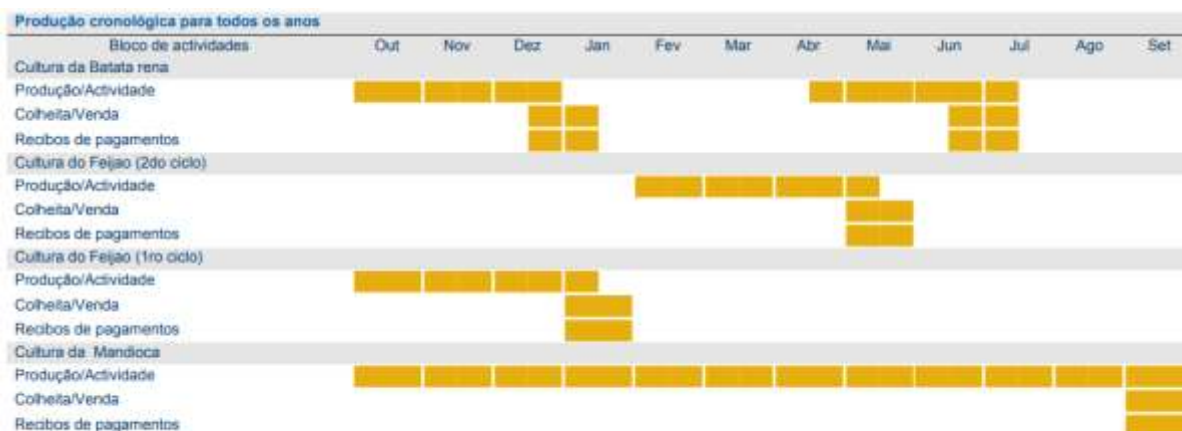 Produção cronológica para todos os anos
Bloco de actividades Out Nov Dez Jan Fev Mar Abr Mai Jun Jul Ago Set
Cultura da Batata rena
Produção/Actividade
Colheita/Venda
Recibos de pagamentos
Cultura do Feijao (2do ciclo)
Produção/Actividade
Colheita/Venda
Recibos de pagamentos
Cultura do Feijao (1ro ciclo)
Produção/Actividade
Colheita/Venda
Recibos de pagamentos
Cultura da Mandioca
Produção/Actividade
Colheita/Venda
Recibos de pagamentos